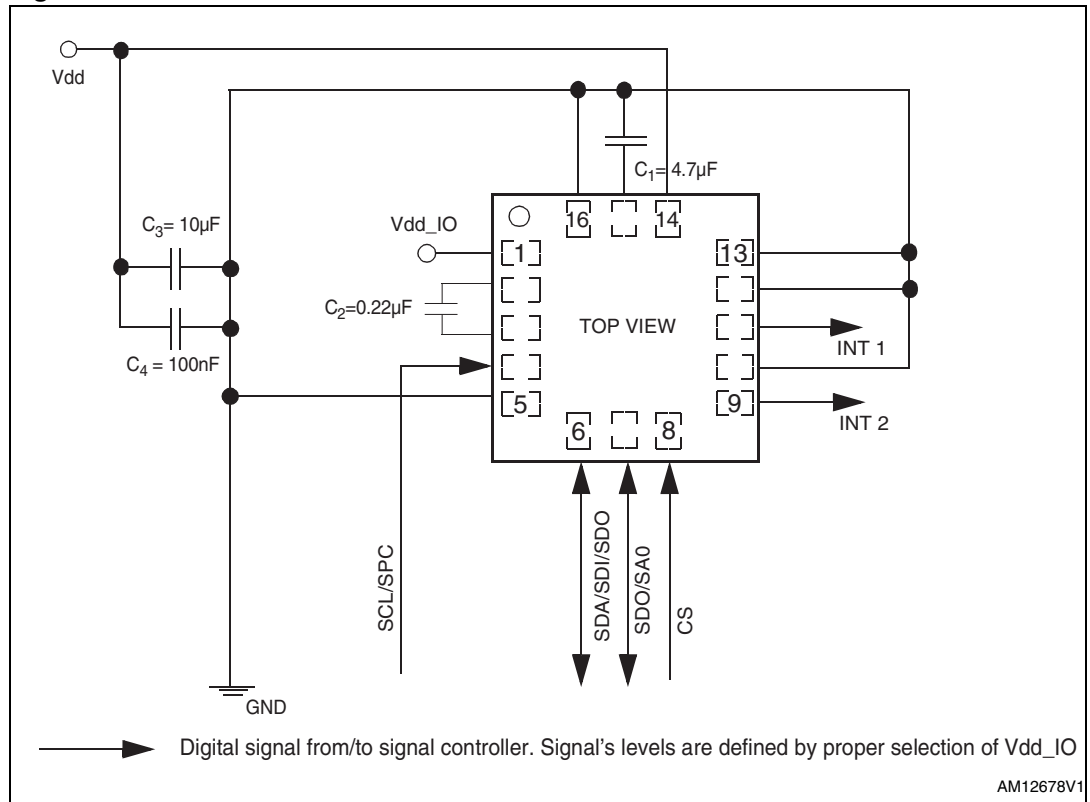 Vdd
C1= 4.7µF
16
14
C3= 10µF
Vdd_IO
1
13
C2=0.22µF
TOP VIEW
INT 1
C4 = 100nF
5
9
INT 2
6
8
SCL/SPC
SDA/SDI/SDO
SDO/SA0
CS
GND
Digital signal from/to signal controller. Signal’s levels are defined by proper selection of Vdd_IO
AM12678V1